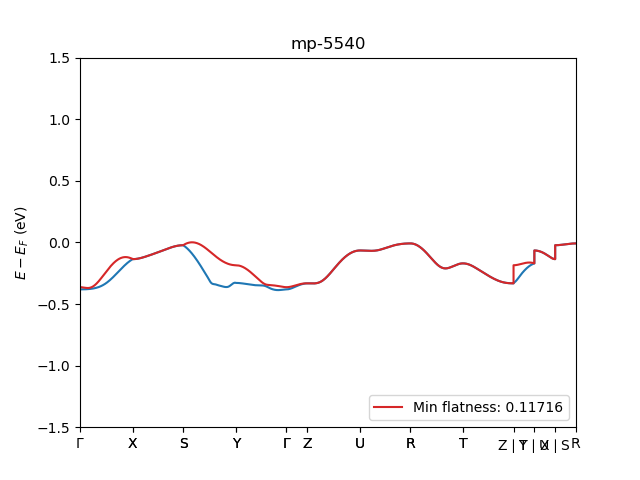 mp-5540
E − E_F (eV)
1.5
1.0
0.5
0.0
−0.5
−1.0
−1.5
Min flatness: 0.11716
Γ X S Y Γ Z U R T Z | T | U | S R